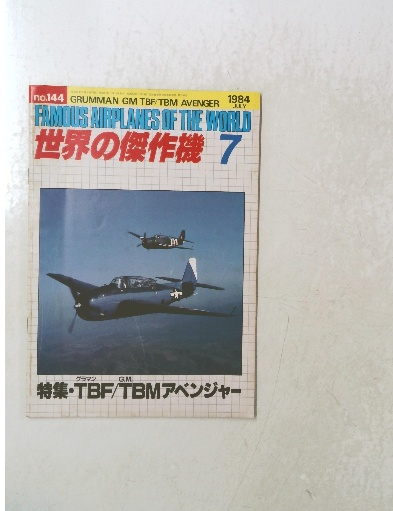 no.144 GRUMMAN GM TBF/TBM AVENGER 1984 JULY
FAMOUS AIRPLANES OF THE WORLD
世界の傑作機 7
グラマン G.M.
特集・TBF/TBMアベンジャー